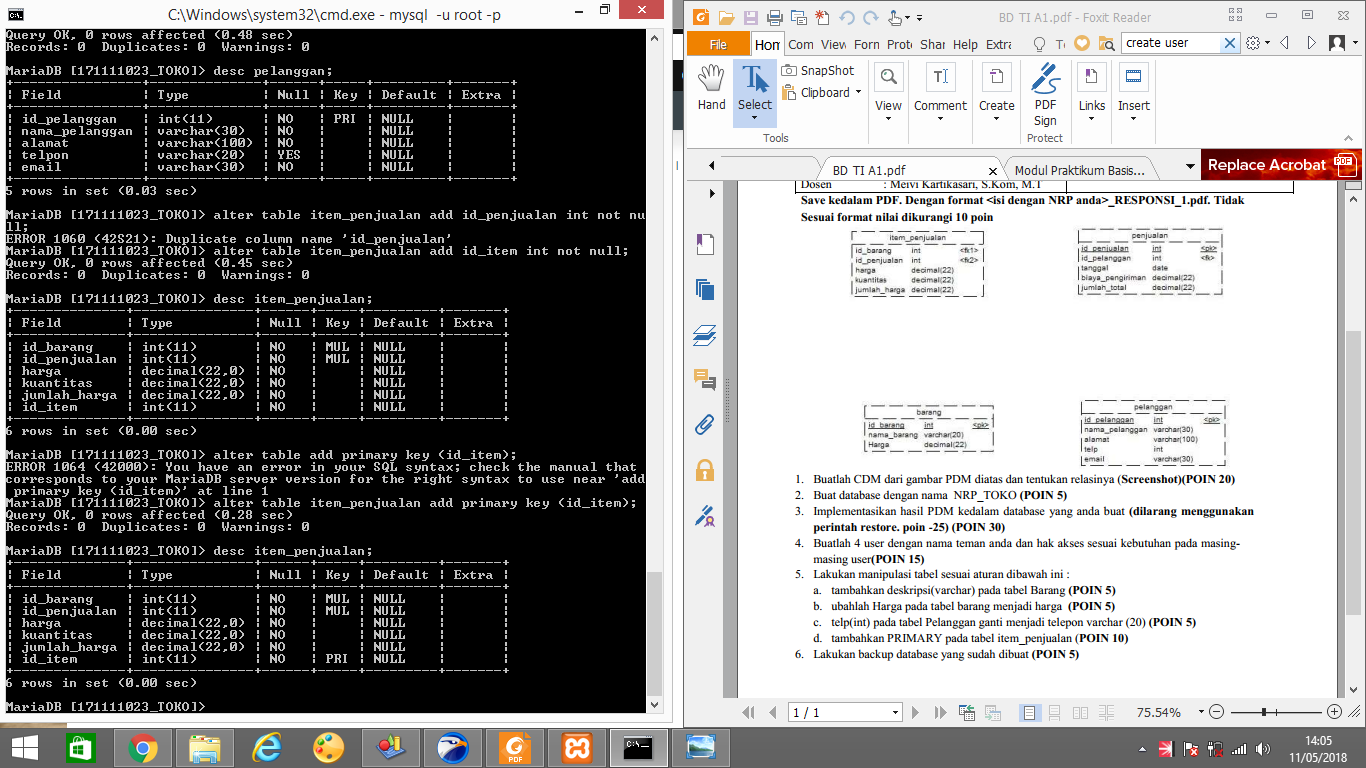 C:\Windows\system32\cmd.exe - mysql -u root -p
Query OK, 0 rows affected (0.48 sec)
Records: 0 Duplicates: 0 Warnings: 0
MariaDB [171111023_TOKO]> desc pelanggan;
| Field | Type | Null | Key | Default | Extra |
| id_pelanggan | int(11) | NO | PRI | NULL | |
| nama_pelanggan | varchar(30) | NO | | NULL | |
| alamat | varchar(100) | NO | | NULL | |
| telpon | varchar(20) | YES | | NULL | |
| email | varchar(30) | NO | | NULL | |
5 rows in set (0.03 sec)
MariaDB [171111023_TOKO]> alter table item_penjualan add id_penjualan int not nu
ll;
ERROR 1060 (42S21): Duplicate column name 'id_penjualan'
MariaDB [171111023_TOKO]> alter table item_penjualan add id_item int not null;
Query OK, 0 rows affected (0.45 sec)
Records: 0 Duplicates: 0 Warnings: 0
MariaDB [171111023_TOKO]> desc item_penjualan;
| Field | Type | Null | Key | Default | Extra |
| id_barang | int(11) | NO | MUL | NULL | |
| id_penjualan | int(11) | NO | MUL | NULL | |
| harga | decimal(22,0) | NO | | NULL | |
| kuantitas | decimal(22,0) | NO | | NULL | |
| jumlah_harga | decimal(22,0) | NO | | NULL | |
| id_item | int(11) | NO | | NULL | |
6 rows in set (0.00 sec)
MariaDB [171111023_TOKO]> alter table add primary key (id_item);
ERROR 1064 (42000): You have an error in your SQL syntax; check the manual that
corresponds to your MariaDB server version for the right syntax to use near 'add
primary key (id_item)' at line 1
MariaDB [171111023_TOKO]> alter table item_penjualan add primary key (id_item);
Query OK, 0 rows affected (0.28 sec)
Records: 0 Duplicates: 0 Warnings: 0
MariaDB [171111023_TOKO]> desc item_penjualan;
| Field | Type | Null | Key | Default | Extra |
| id_barang | int(11) | NO | MUL | NULL | |
| id_penjualan | int(11) | NO | MUL | NULL | |
| harga | decimal(22,0) | NO | | NULL | |
| kuantitas | decimal(22,0) | NO | | NULL | |
| jumlah_harga | decimal(22,0) | NO | | NULL | |
| id_item | int(11) | NO | PRI | NULL | |
6 rows in set (0.00 sec)
MariaDB [171111023_TOKO]>
BD TI A1.pdf - Foxit Reader
File Hom Com View Forn Prot Shar Help Extra Te create user
Hand Select SnapShot Clipboard View Comment Create PDF Sign Links Insert
Tools Protect
BD TI A1.pdf Modul Praktikum Basis... Replace Acrobat PDF
Dosen : Meivi Kartikasari, S.Kom, M.T
Save kedalam PDF. Dengan format <isi dengan NRP anda>_RESPONSI_1.pdf. Tidak
Sesuai format nilai dikurangi 10 poin
item_penjualan
id_barang int <fk1>
id_penjualan int <fk2>
harga decimal(22)
kuantitas decimal(22)
jumlah_harga decimal(22)
penjualan
id_penjualan int <pk>
id_pelanggan int <fk>
tanggal date
biaya_pengiriman decimal(22)
jumlah_total decimal(22)
barang
id_barang int <pk>
nama_barang varchar(20)
Harga decimal(22)
pelanggan
id_pelanggan int <pk>
nama_pelanggan varchar(30)
alamat varchar(100)
telp int
email varchar(30)
1. Buatlah CDM dari gambar PDM diatas dan tentukan relasinya (Screenshot)(POIN 20)
2. Buat database dengan nama NRP_TOKO (POIN 5)
3. Implementasikan hasil PDM kedalam database yang anda buat (dilarang menggunakan
perintah restore. poin -25) (POIN 30)
4. Buatlah 4 user dengan nama teman anda dan hak akses sesuai kebutuhan pada masing-
masing user(POIN 15)
5. Lakukan manipulasi tabel sesuai aturan dibawah ini :
a. tambahkan deskripsi(varchar) pada tabel Barang (POIN 5)
b. ubahlah Harga pada tabel barang menjadi harga (POIN 5)
c. telp(int) pada tabel Pelanggan ganti menjadi telepon varchar (20) (POIN 5)
d. tambahkan PRIMARY pada tabel item_penjualan (POIN 10)
6. Lakukan backup database yang sudah dibuat (POIN 5)
1 / 1 75.54%
PDF
14:05
11/05/2018